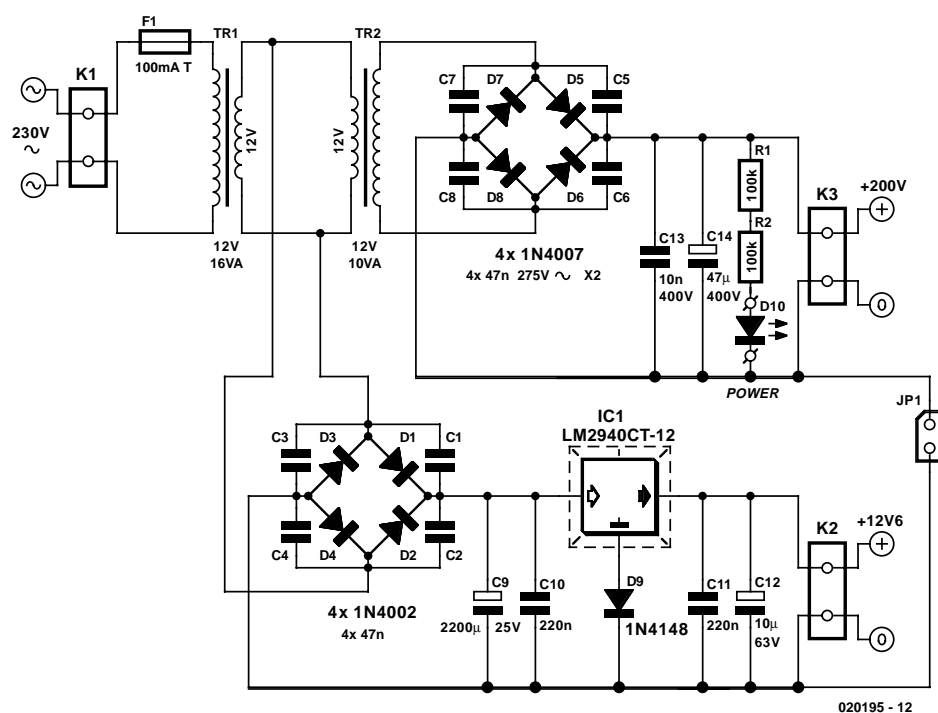 F1
TR1
TR2
100mA T
K1
230V
~
12V
12V
12V
16VA
12V
10VA
C7
D7
D5
C5
C8
D8
D6
C6
4x 1N4007
4x 47n 275V ~ X2
C13
10n
400V
C14
47μ
400V
R1
100k
R2
100k
D10
POWER
K3
+200V
+
0
JP1
C3
D3
D1
C1
C4
D4
D2
C2
4x 1N4002
4x 47n
IC1
LM2940CT-12
C9
2200μ
25V
C10
220n
D9
1N4148
C11
220n
C12
10μ
63V
K2
+12V6
+
0
020195 - 12